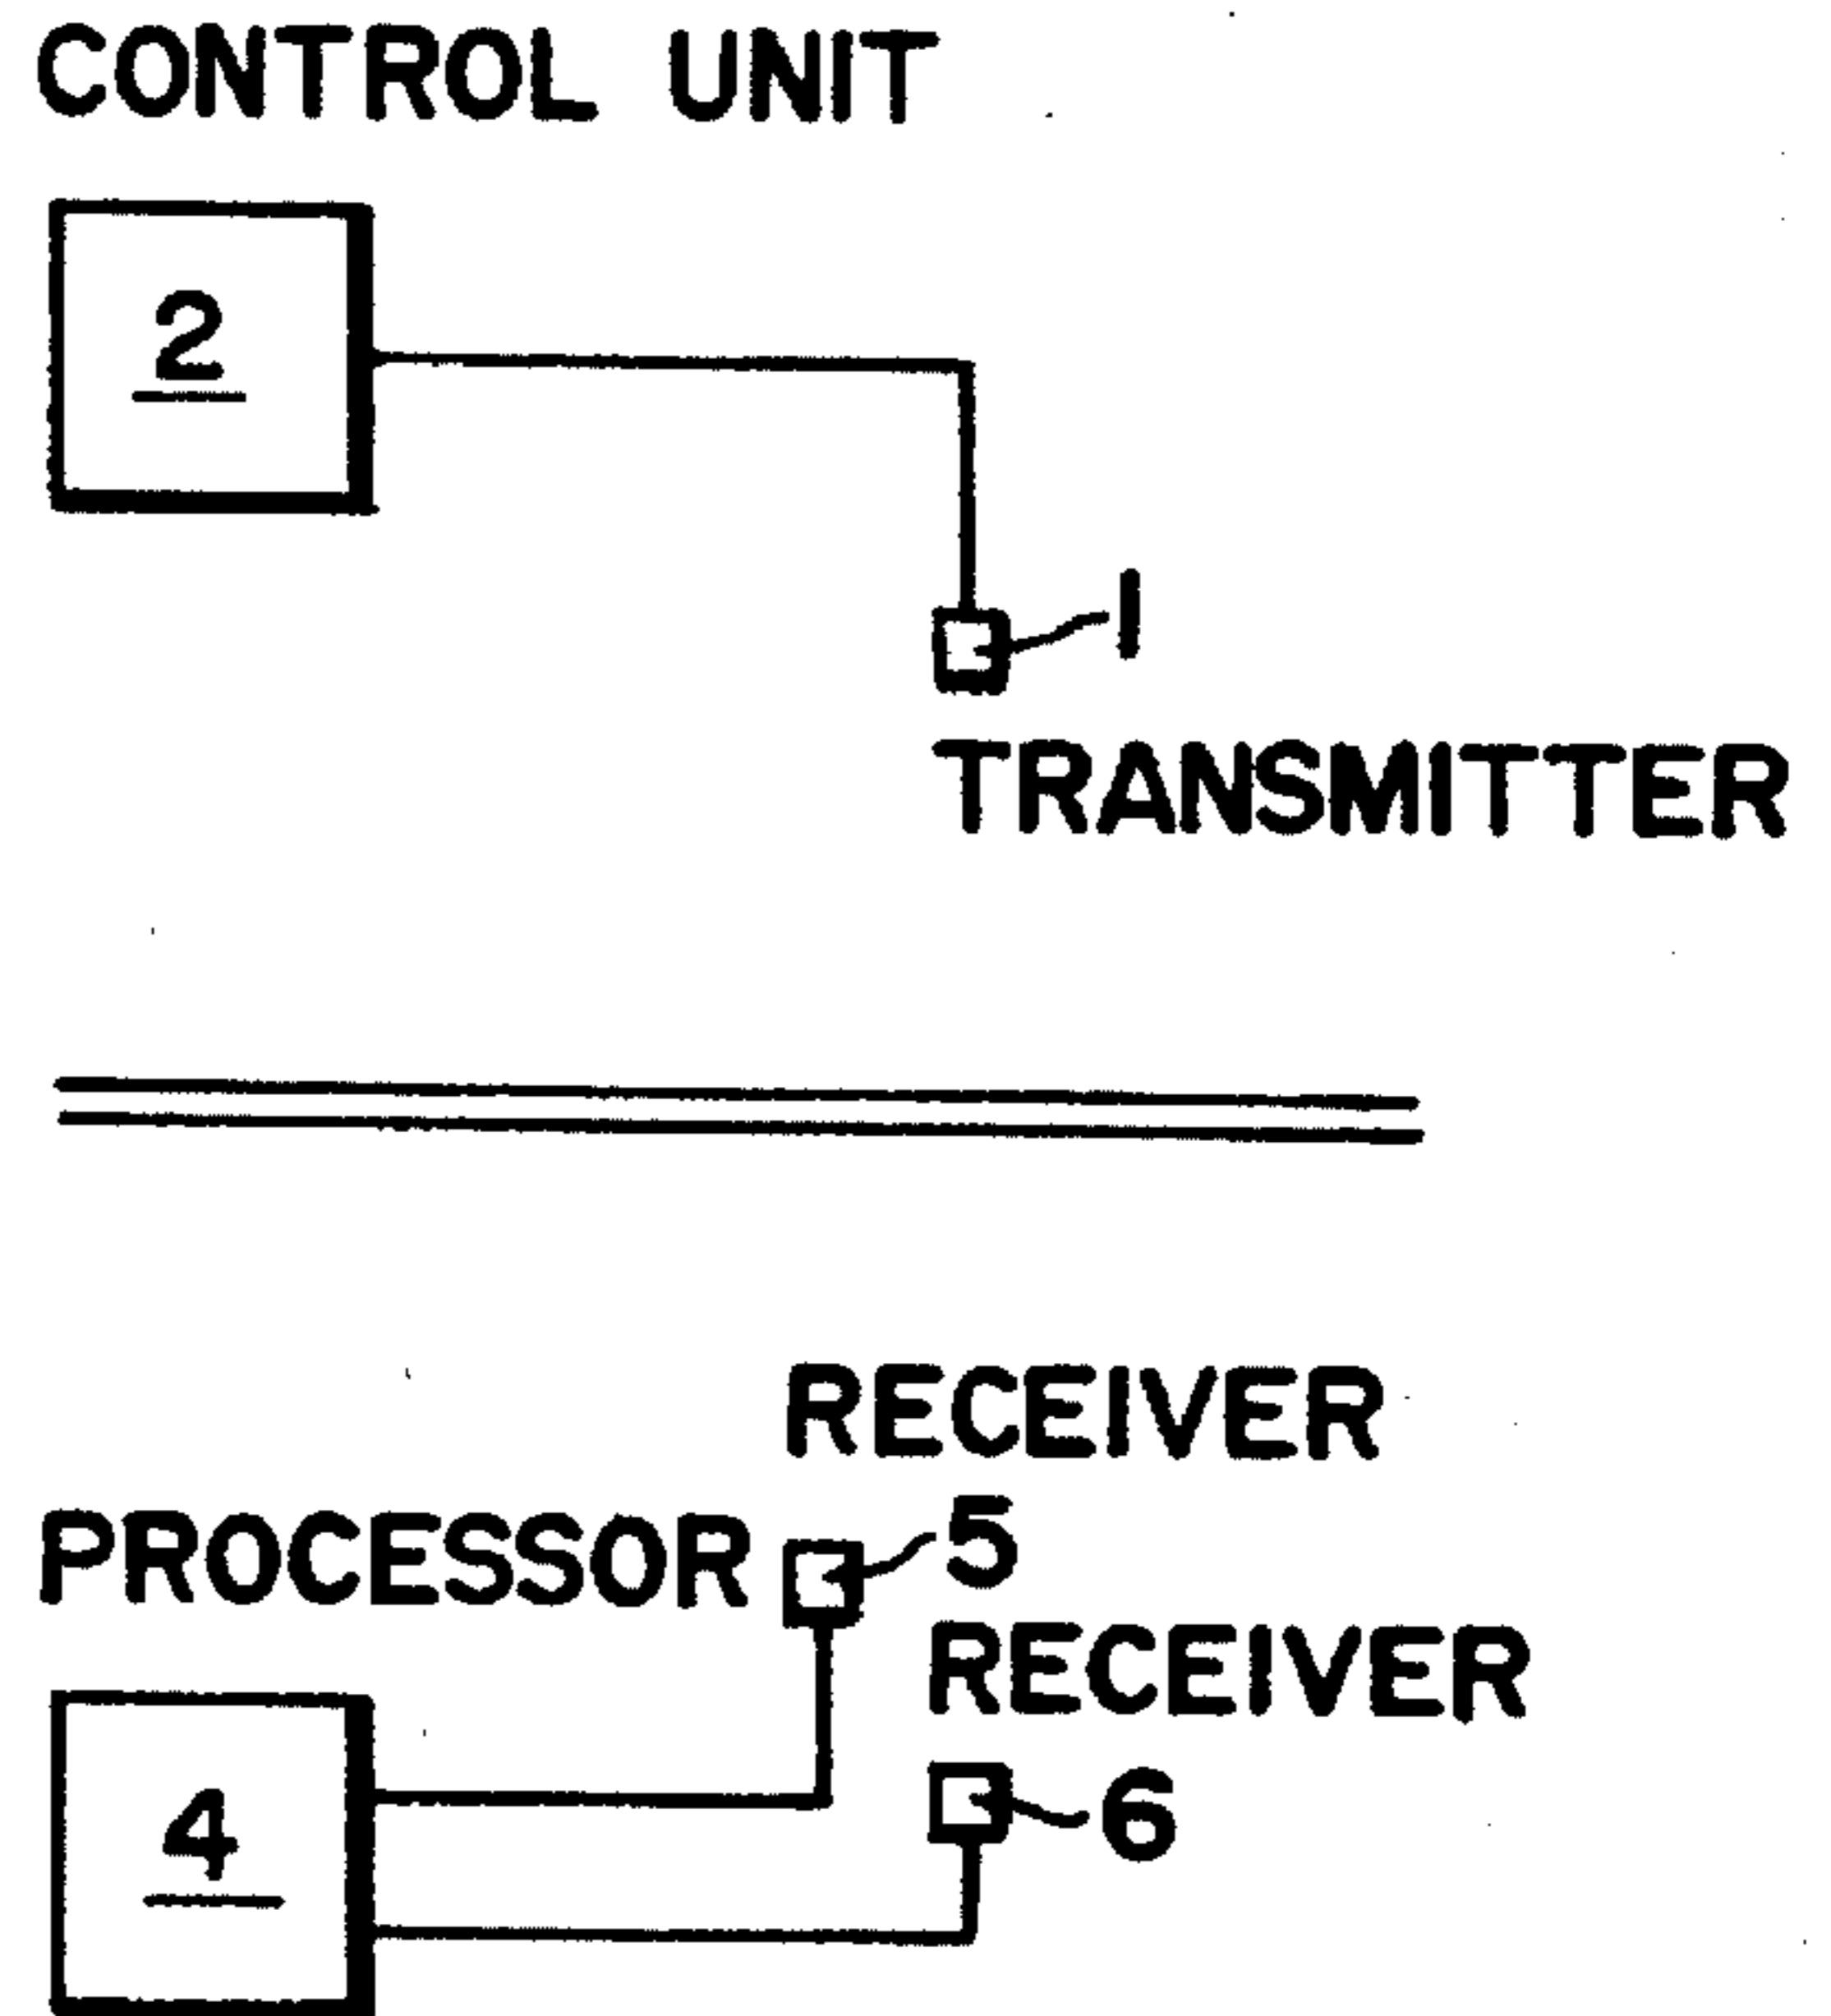 CONTROL UNIT
2
1
TRANSMITTER
RECEIVER
PROCESSOR
5
RECEIVER
4
6